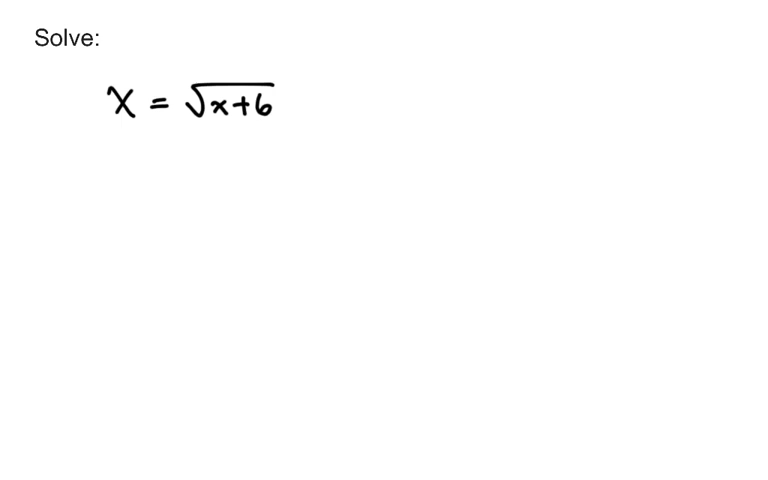 Solve:
x = √x+6